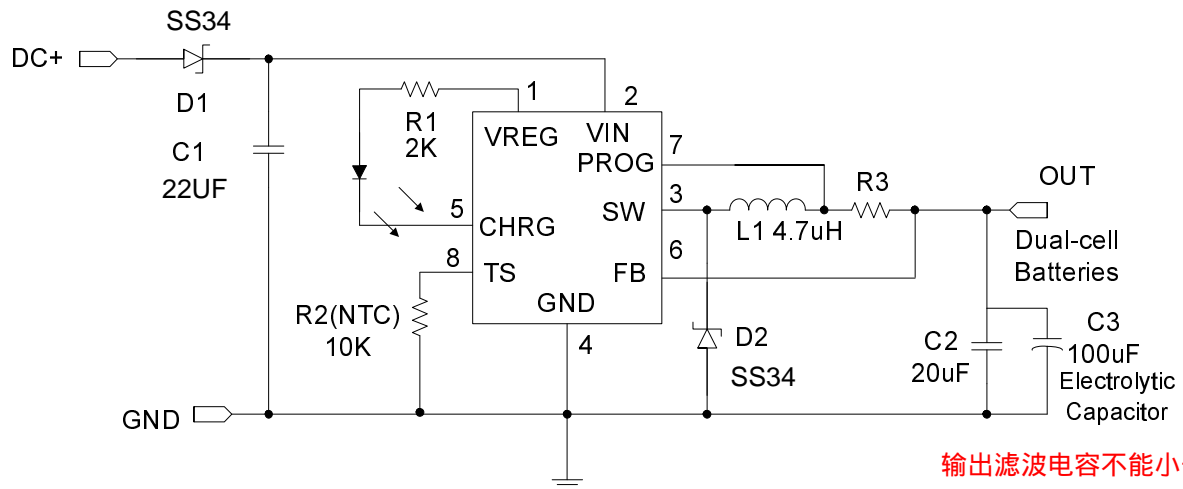 SS34
DC+
D1
C1
22UF
R1
2K
1
2
VREG
VIN
PROG
7
3
SW
R3
OUT
L1 4.7uH
5
CHRG
8
TS
6
FB
GND
4
Dual-cell
Batteries
R2(NTC)
10K
D2
SS34
C2
20uF
C3
100uF
Electrolytic
Capacitor
GND
输出滤波电容不能小